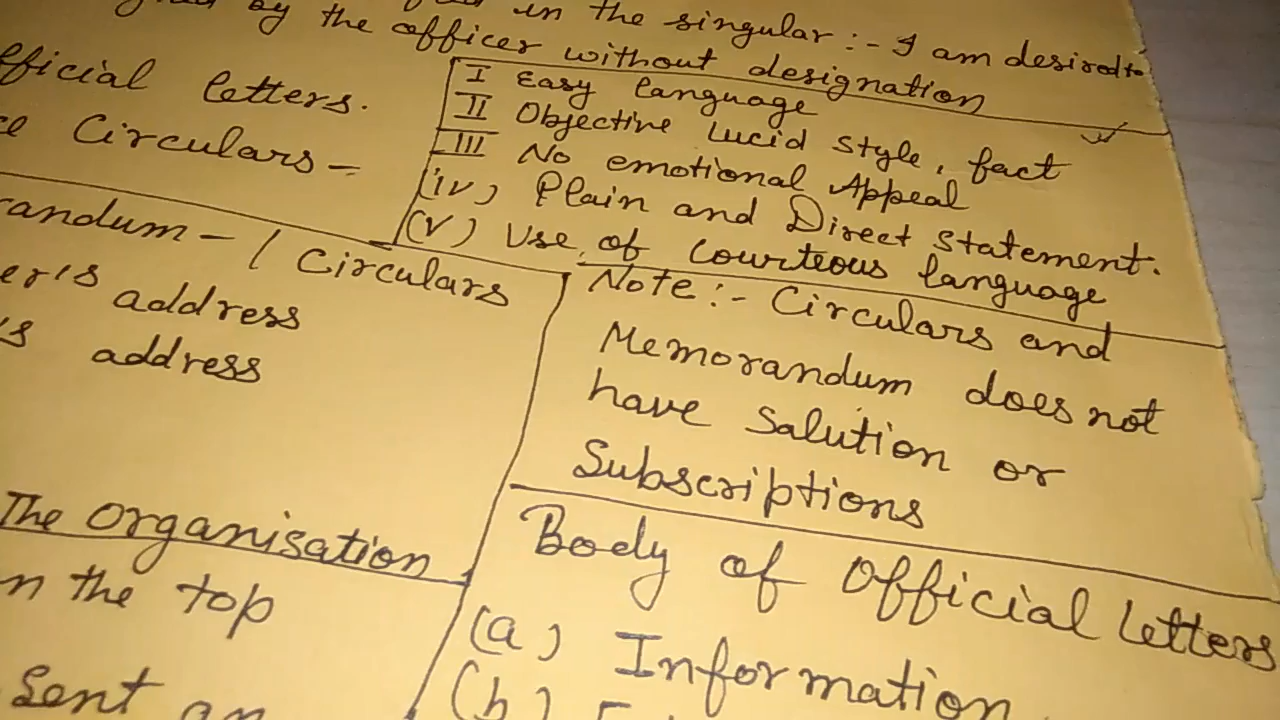 in the singular :- I am desired to
by the officer without designation
fficial letters.
ce Circulars -
I Easy language
II Objective Lucid style, fact
III No emotional Appeal
(iv) Plain and Direct statement.
(v) Use of Courteous language
randum - / Circulars
er's address
's address
Note :- Circulars and
Memorandum does not
have Salution or
Subscriptions
The Organisation
n the top
Sent an
Body of Official Letters
(a) Information
(b)